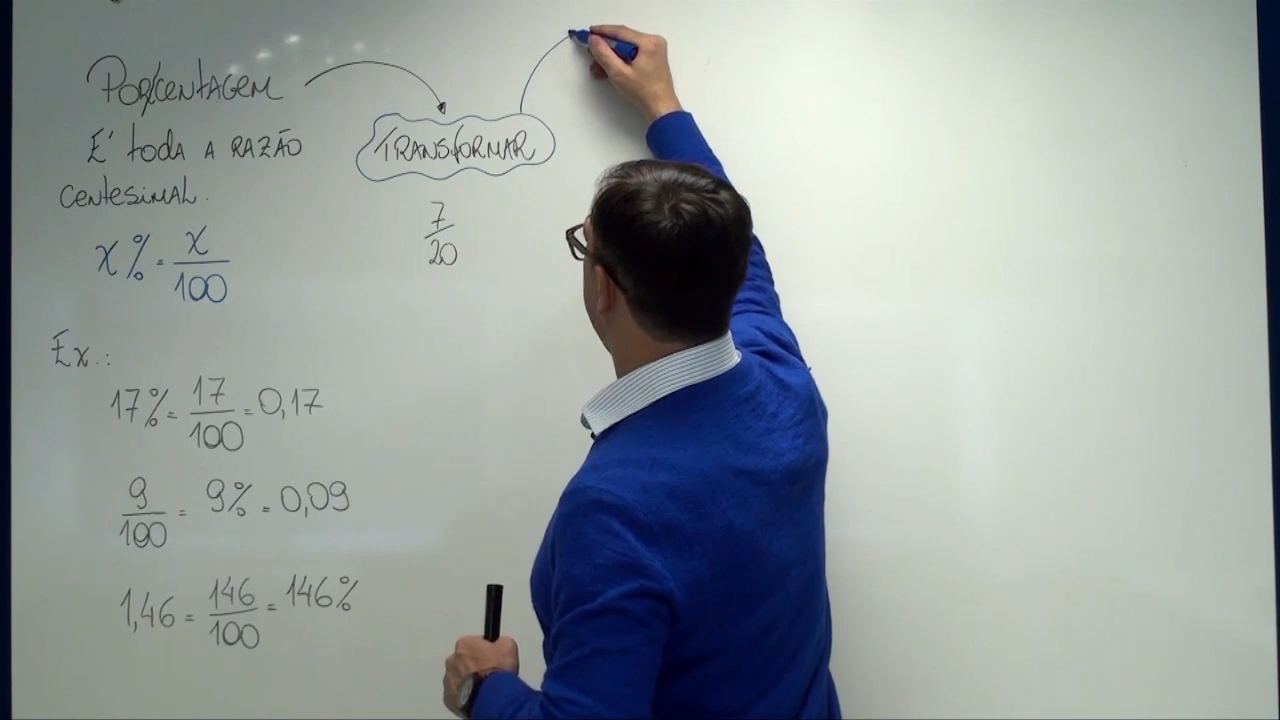 PORCENTAGEM
É toda A RAZÃO
CENTESIMAL.
x% = x/100
Ex.:
17% = 17/100 = 0,17
9/100 = 9% = 0,09
1,46 = 146/100 = 146%
TRANSFORMAR
7/20